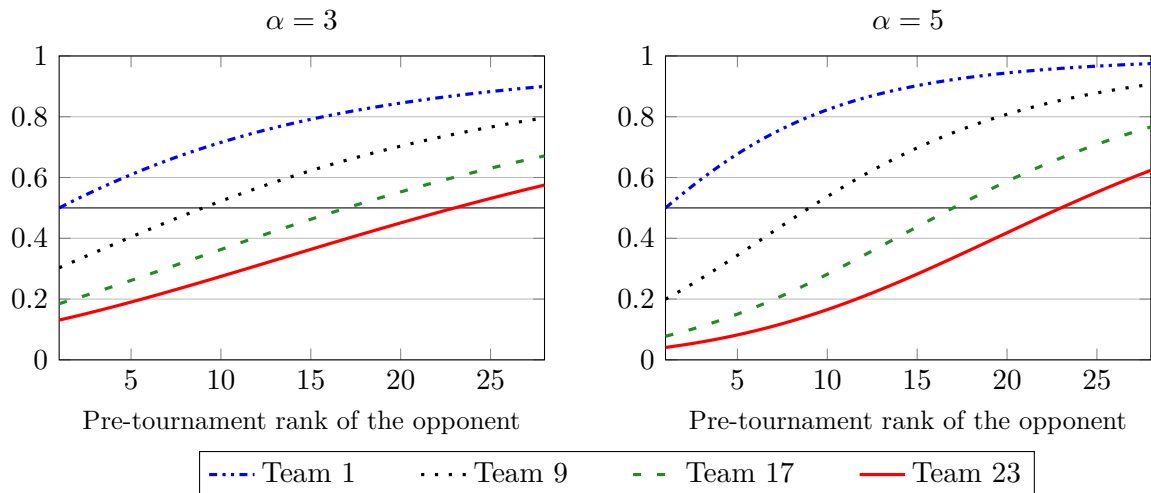 α = 3
1
0.8
0.6
0.4
0.2
0
5 10 15 20 25
Pre-tournament rank of the opponent
α = 5
1
0.8
0.6
0.4
0.2
0
5 10 15 20 25
Pre-tournament rank of the opponent
Team 1 Team 9 Team 17 Team 23